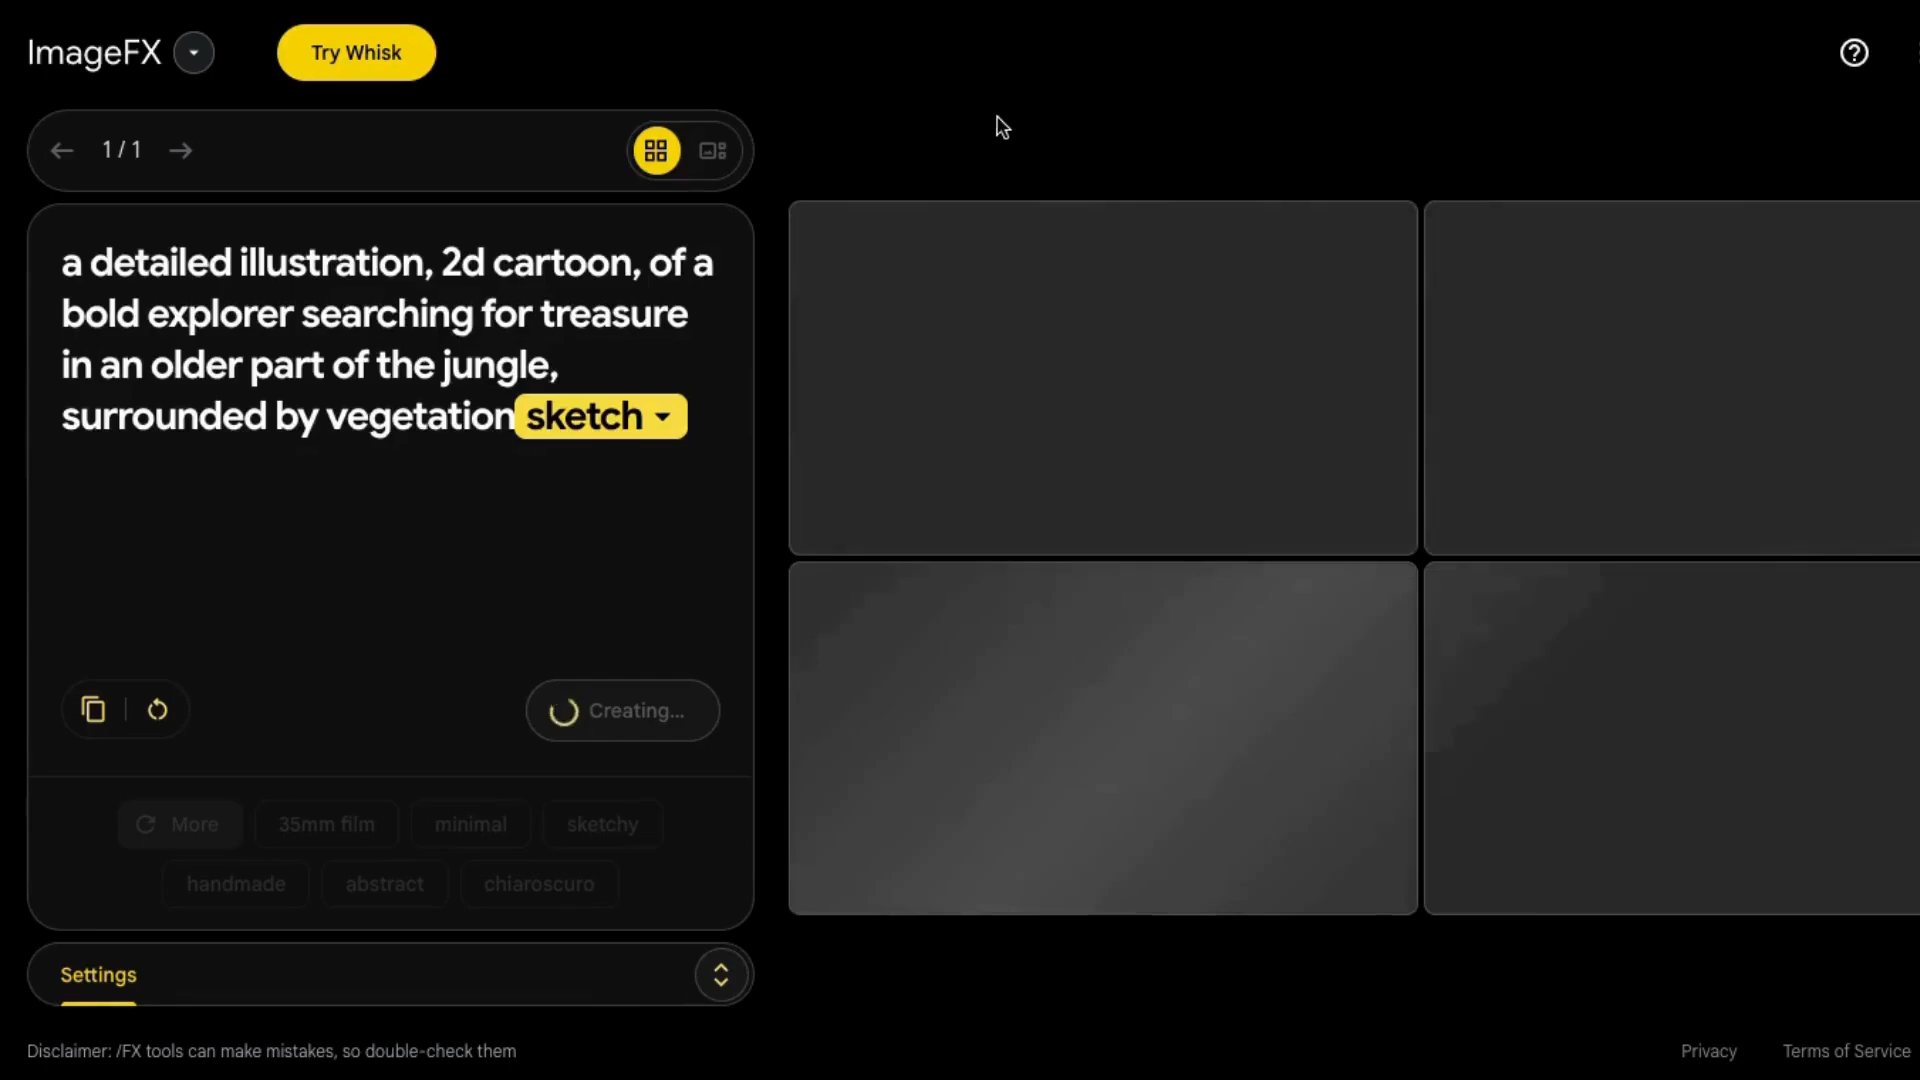 ImageFX
Try Whisk
1 / 1
a detailed illustration, 2d cartoon, of a
bold explorer searching for treasure
in an older part of the jungle,
surrounded by vegetation sketch
Creating...
More
35mm film
minimal
sketchy
handmade
abstract
chiaroscuro
Settings
Disclaimer: /FX tools can make mistakes, so double-check them
Privacy
Terms of Service